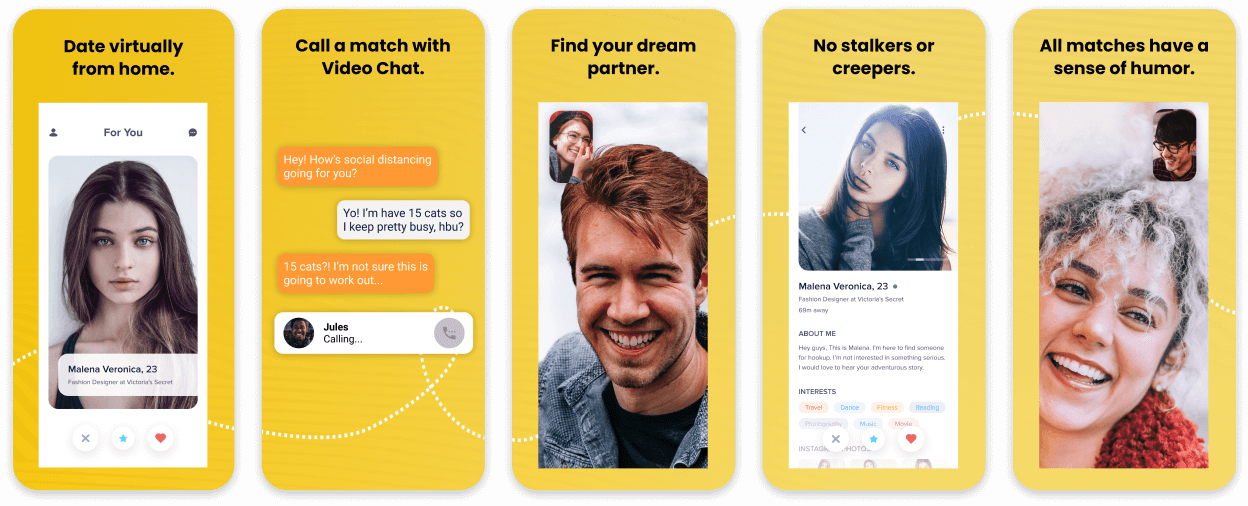 Date virtually
from home.
For You
Malena Veronica, 23
Fashion Designer at Victoria's Secret
Call a match with
Video Chat.
Hey! How's social distancing
going for you?
Yo! I'm have 15 cats so
I keep pretty busy, hbu?
15 cats?! I'm not sure this is
going to work out...
Jules
Calling...
Find your dream
partner.
No stalkers or
creepers.
Malena Veronica, 23
Fashion Designer at Victoria's Secret
69m away
ABOUT ME
Hey guys, This is Malena. I'm here to find someone
for hookup. I'm not interested in something serious.
I would love to hear your adventurous story.
INTERESTS
Travel Dance Fitness Reading
Photography Music Movie
All matches have a
sense of humor.